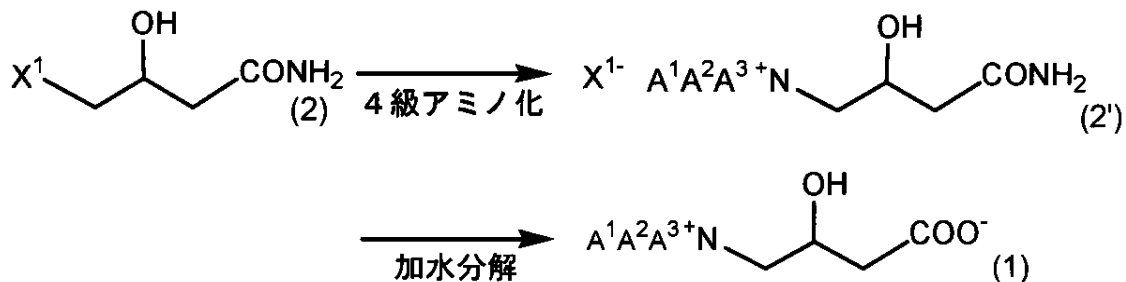 OH OH
X¹ CONH₂ (2) 4級アミノ化 X¹⁻ A¹A²A³⁺N CONH₂ (2')
OH
加水分解 A¹A²A³⁺N COO⁻ (1)